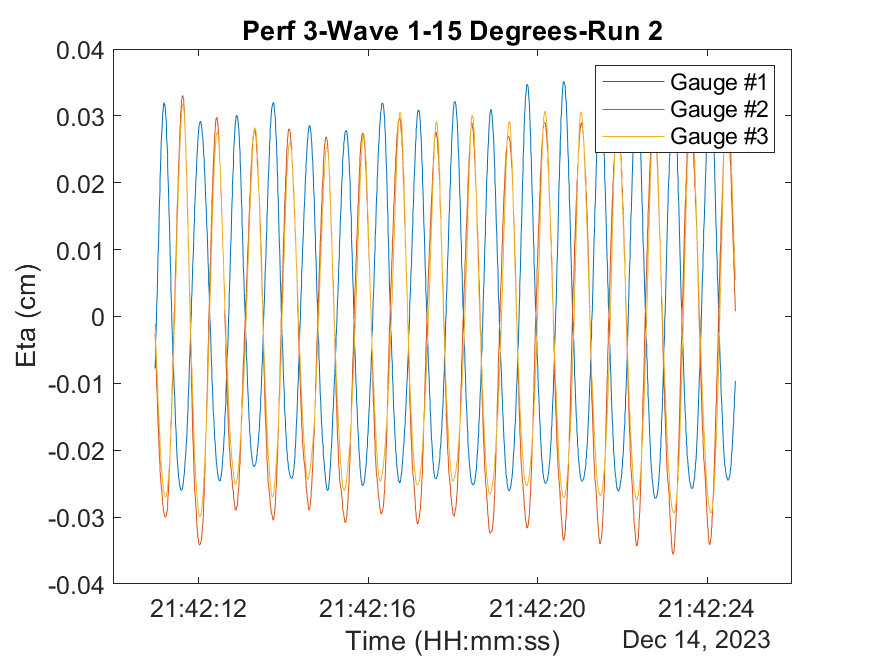 Perf 3-Wave 1-15 Degrees-Run 2
0.04
0.03
0.02
0.01
0
-0.01
-0.02
-0.03
-0.04
Eta (cm)
Gauge #1
Gauge #2
Gauge #3
21:42:12 21:42:16 21:42:20 21:42:24
Time (HH:mm:ss)
Dec 14, 2023